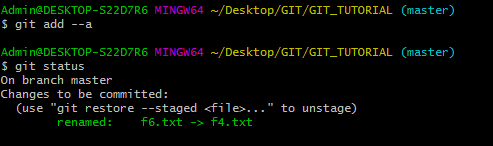 Admin@DESKTOP-S22D7R6 MINGW64 ~/Desktop/GIT/GIT_TUTORIAL (master)
$ git add --a
Admin@DESKTOP-S22D7R6 MINGW64 ~/Desktop/GIT/GIT_TUTORIAL (master)
$ git status
On branch master
Changes to be committed:
  (use "git restore --staged <file>..." to unstage)
        renamed:    f6.txt -> f4.txt